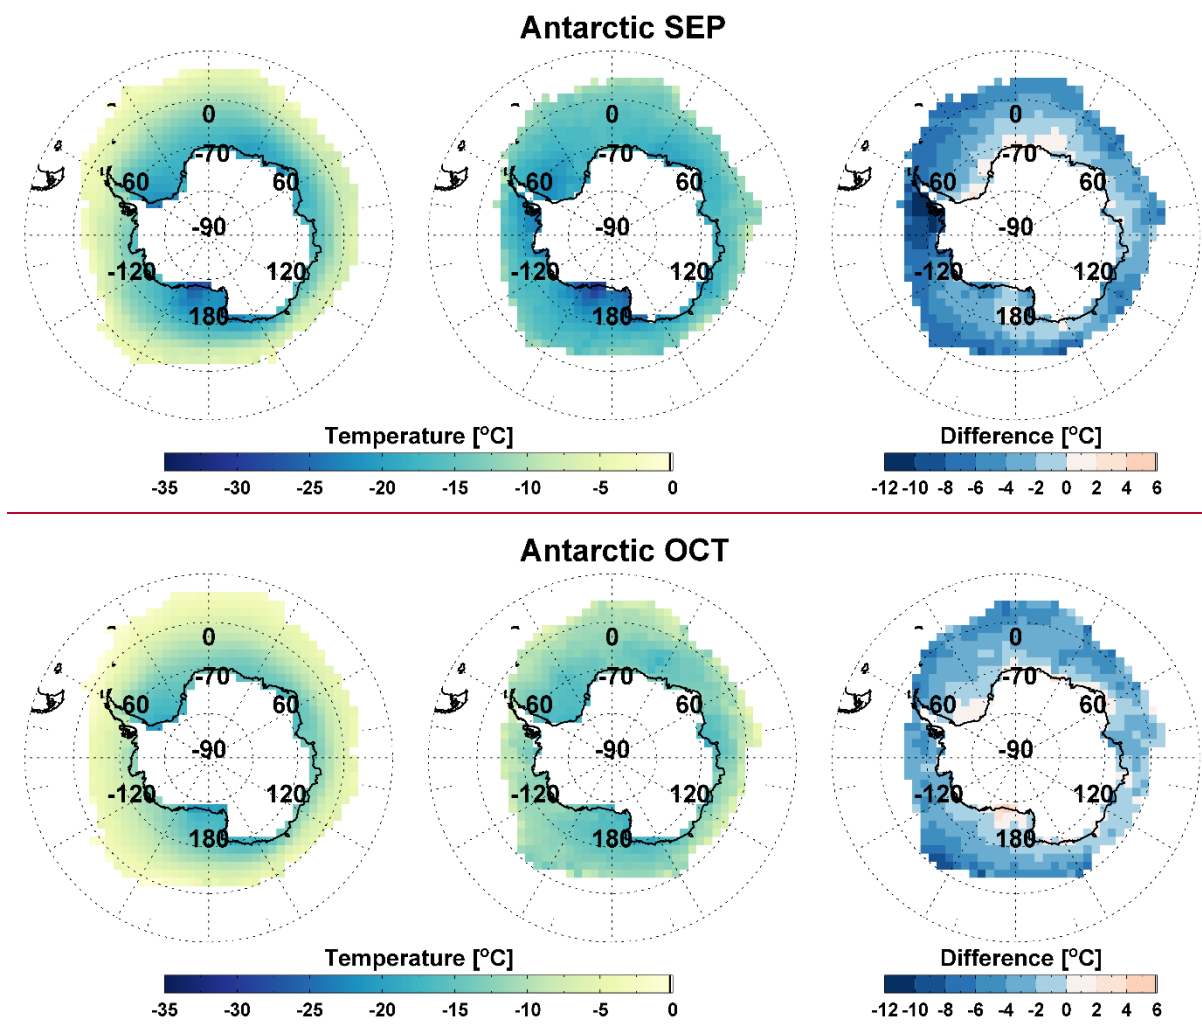 Antarctic SEP
0 0 0
-70 -70 -70
60 60 60 60 60 60
-90 -90 -90
-120 120 -120 120 -120 120
180 180 180
Temperature [°C] Difference [°C]
-35 -30 -25 -20 -15 -10 -5 0 -12 -10 -8 -6 -4 -2 0 2 4 6
Antarctic OCT
0 0 0
-70 -70 -70
60 60 60 60 60 60
-90 -90 -90
-120 120 -120 120 -120 120
180 180 180
Temperature [°C] Difference [°C]
-35 -30 -25 -20 -15 -10 -5 0 -12 -10 -8 -6 -4 -2 0 2 4 6